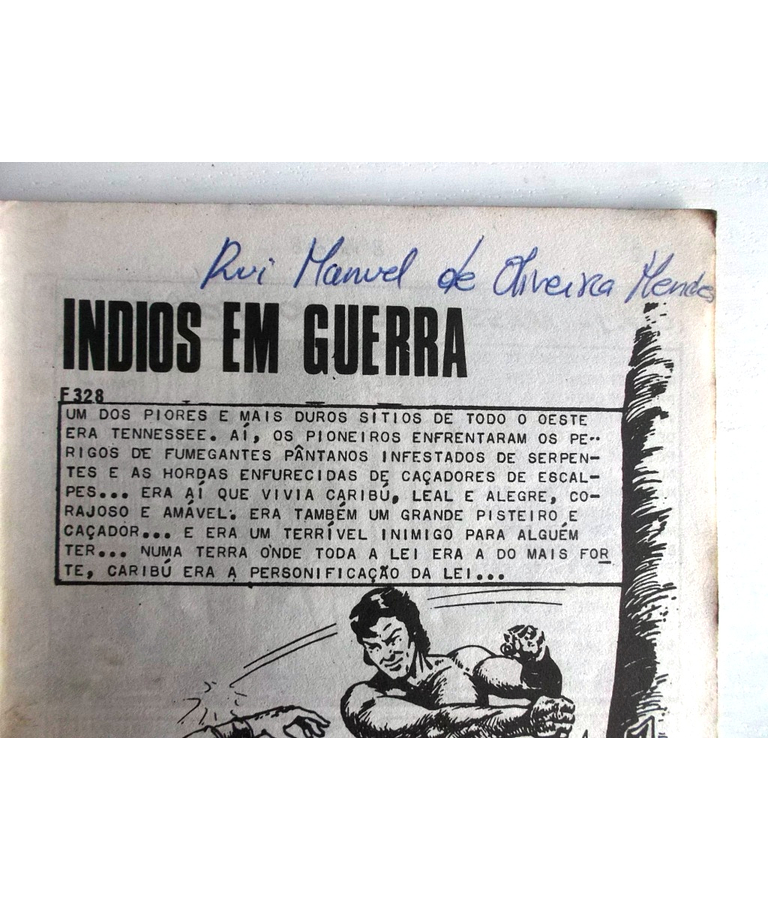 Rui Manuel de Oliveira Mendes
INDIOS EM GUERRA
F328
UM DOS PIORES E MAIS DUROS SITIOS DE TODO O OESTE
ERA TENNESSEE. AÍ, OS PIONEIROS ENFRENTARAM OS PE-
RIGOS DE FUMEGANTES PÂNTANOS INFESTADOS DE SERPEN-
TES E AS HORDAS ENFURECIDAS DE CAÇADORES DE ESCAL-
PES... ERA AÍ QUE VIVIA CARIBÚ, LEAL E ALEGRE, CO-
RAJOSO E AMÁVEL. ERA TAMBÉM UM GRANDE PISTEIRO E
CAÇADOR... E ERA UM TERRÍVEL INIMIGO PARA ALGUÉM
TER... NUMA TERRA ONDE TODA A LEI ERA A DO MAIS FOR
TE, CARIBÚ ERA A PERSONIFICAÇÃO DA LEI...